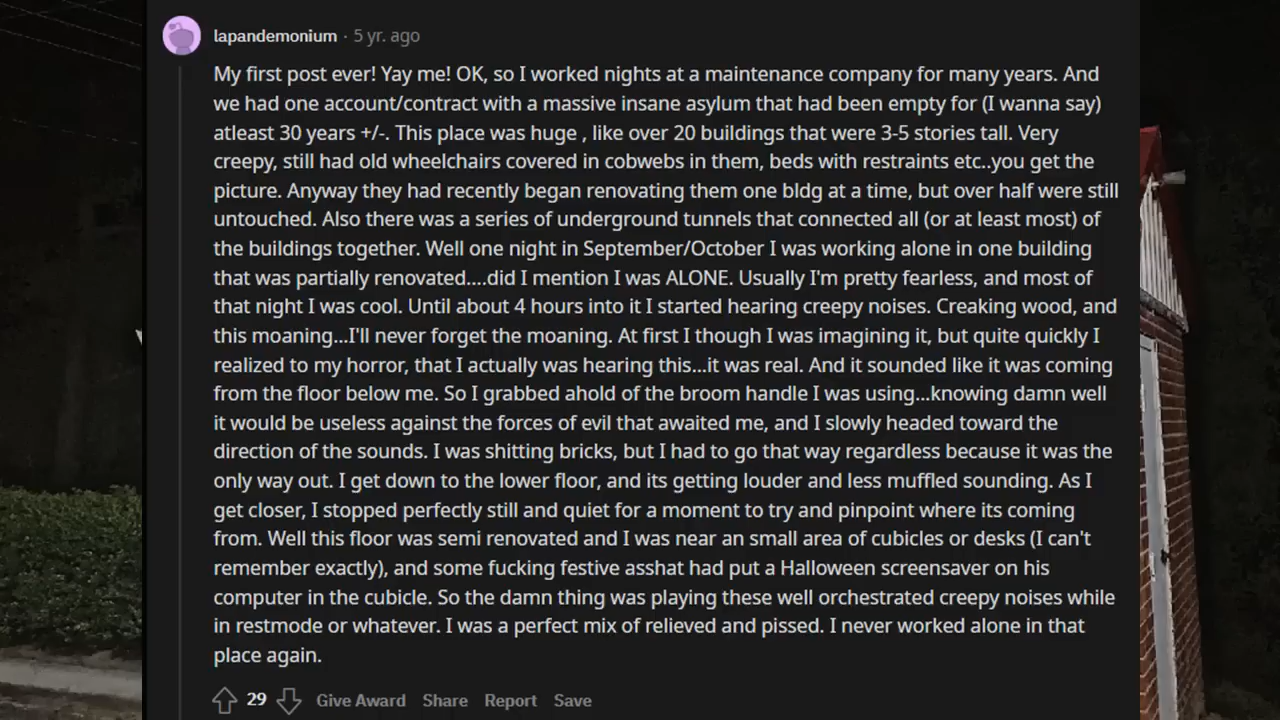 lapandemonium · 5 yr. ago
My first post ever! Yay me! OK, so I worked nights at a maintenance company for many years. And
we had one account/contract with a massive insane asylum that had been empty for (I wanna say)
atleast 30 years +/-. This place was huge , like over 20 buildings that were 3-5 stories tall. Very
creepy, still had old wheelchairs covered in cobwebs in them, beds with restraints etc..you get the
picture. Anyway they had recently began renovating them one bldg at a time, but over half were still
untouched. Also there was a series of underground tunnels that connected all (or at least most) of
the buildings together. Well one night in September/October I was working alone in one building
that was partially renovated....did I mention I was ALONE. Usually I'm pretty fearless, and most of
that night I was cool. Until about 4 hours into it I started hearing creepy noises. Creaking wood, and
this moaning...I'll never forget the moaning. At first I though I was imagining it, but quite quickly I
realized to my horror, that I actually was hearing this...it was real. And it sounded like it was coming
from the floor below me. So I grabbed ahold of the broom handle I was using...knowing damn well
it would be useless against the forces of evil that awaited me, and I slowly headed toward the
direction of the sounds. I was shitting bricks, but I had to go that way regardless because it was the
only way out. I get down to the lower floor, and its getting louder and less muffled sounding. As I
get closer, I stopped perfectly still and quiet for a moment to try and pinpoint where its coming
from. Well this floor was semi renovated and I was near an small area of cubicles or desks (I can't
remember exactly), and some fucking festive asshat had put a Halloween screensaver on his
computer in the cubicle. So the damn thing was playing these well orchestrated creepy noises while
in restmode or whatever. I was a perfect mix of relieved and pissed. I never worked alone in that
place again.
29 Give Award Share Report Save